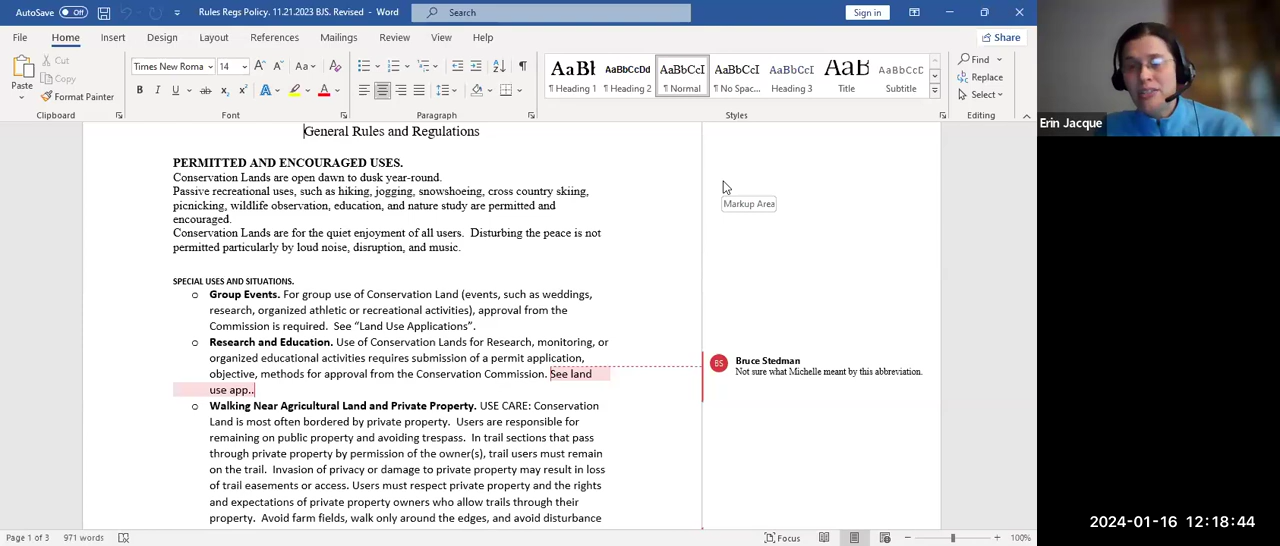 AutoSave Off Rules Regs Policy. 11.21.2023 BJS. Revised - Word Search Sign in
File Home Insert Design Layout References Mailings Review View Help Share
Paste Cut Copy Format Painter
Times New Roma 14
AaBl AaBbCcDd AaBbCcI AaBbCcI AaBbCcI AaB AaBbCcD
¶ Heading 1 ¶ Heading 2 ¶ Normal ¶ No Spac... Heading 3 Title Subtitle
Find Replace Select
Clipboard Font Paragraph Styles Editing
General Rules and Regulations
PERMITTED AND ENCOURAGED USES.
Conservation Lands are open dawn to dusk year-round.
Passive recreational uses, such as hiking, jogging, snowshoeing, cross country skiing,
picnicking, wildlife observation, education, and nature study are permitted and
encouraged.
Conservation Lands are for the quiet enjoyment of all users. Disturbing the peace is not
permitted particularly by loud noise, disruption, and music.
SPECIAL USES AND SITUATIONS.
o Group Events. For group use of Conservation Land (events, such as weddings,
research, organized athletic or recreational activities), approval from the
Commission is required. See “Land Use Applications”.
o Research and Education. Use of Conservation Lands for Research, monitoring, or
organized educational activities requires submission of a permit application,
objective, methods for approval from the Conservation Commission. See land
use app..
o Walking Near Agricultural Land and Private Property. USE CARE: Conservation
Land is most often bordered by private property. Users are responsible for
remaining on public property and avoiding trespass. In trail sections that pass
through private property by permission of the owner(s), trail users must remain
on the trail. Invasion of privacy or damage to private property may result in loss
of trail easements or access. Users must respect private property and the rights
and expectations of private property owners who allow trails through their
property. Avoid farm fields, walk only around the edges, and avoid disturbance
Markup Area
BS Bruce Stedman
Not sure what Michelle meant by this abbreviation.
Page 1 of 3 971 words Focus 100%
Erin Jacque
2024-01-16 12:18:44